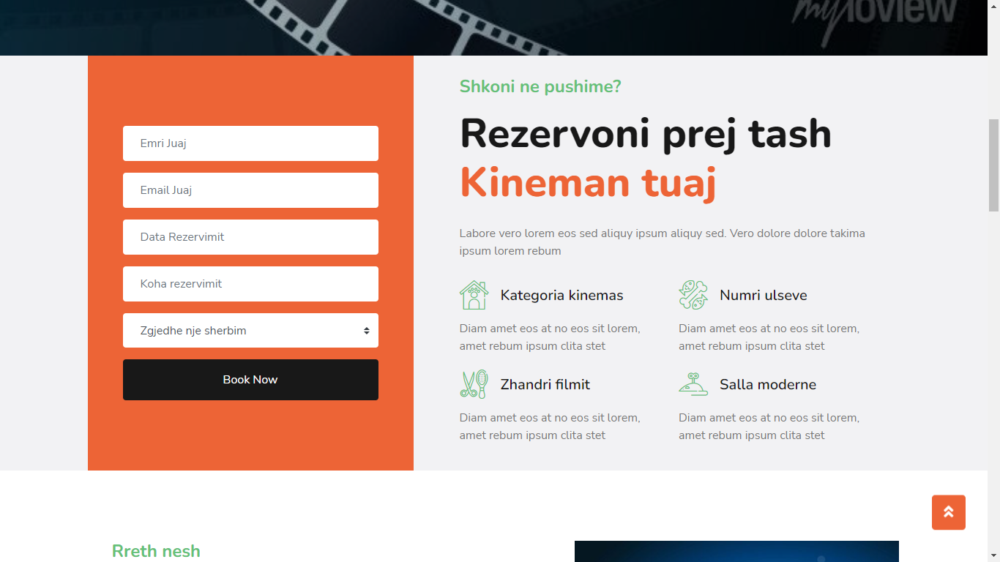 Emri Juaj
Email Juaj
Data Rezervimit
Koha rezervimit
Zgjedhe nje sherbim
Book Now
Shkoni ne pushime?
Rezervoni prej tash
Kineman tuaj
Labore vero lorem eos sed aliquy ipsum aliquy sed. Vero dolore dolore takima
ipsum lorem rebum
Kategoria kinemas
Diam amet eos at no eos sit lorem,
amet rebum ipsum clita stet
Numri ulseve
Diam amet eos at no eos sit lorem,
amet rebum ipsum clita stet
Zhandri filmit
Diam amet eos at no eos sit lorem,
amet rebum ipsum clita stet
Salla moderne
Diam amet eos at no eos sit lorem,
amet rebum ipsum clita stet
Rreth nesh